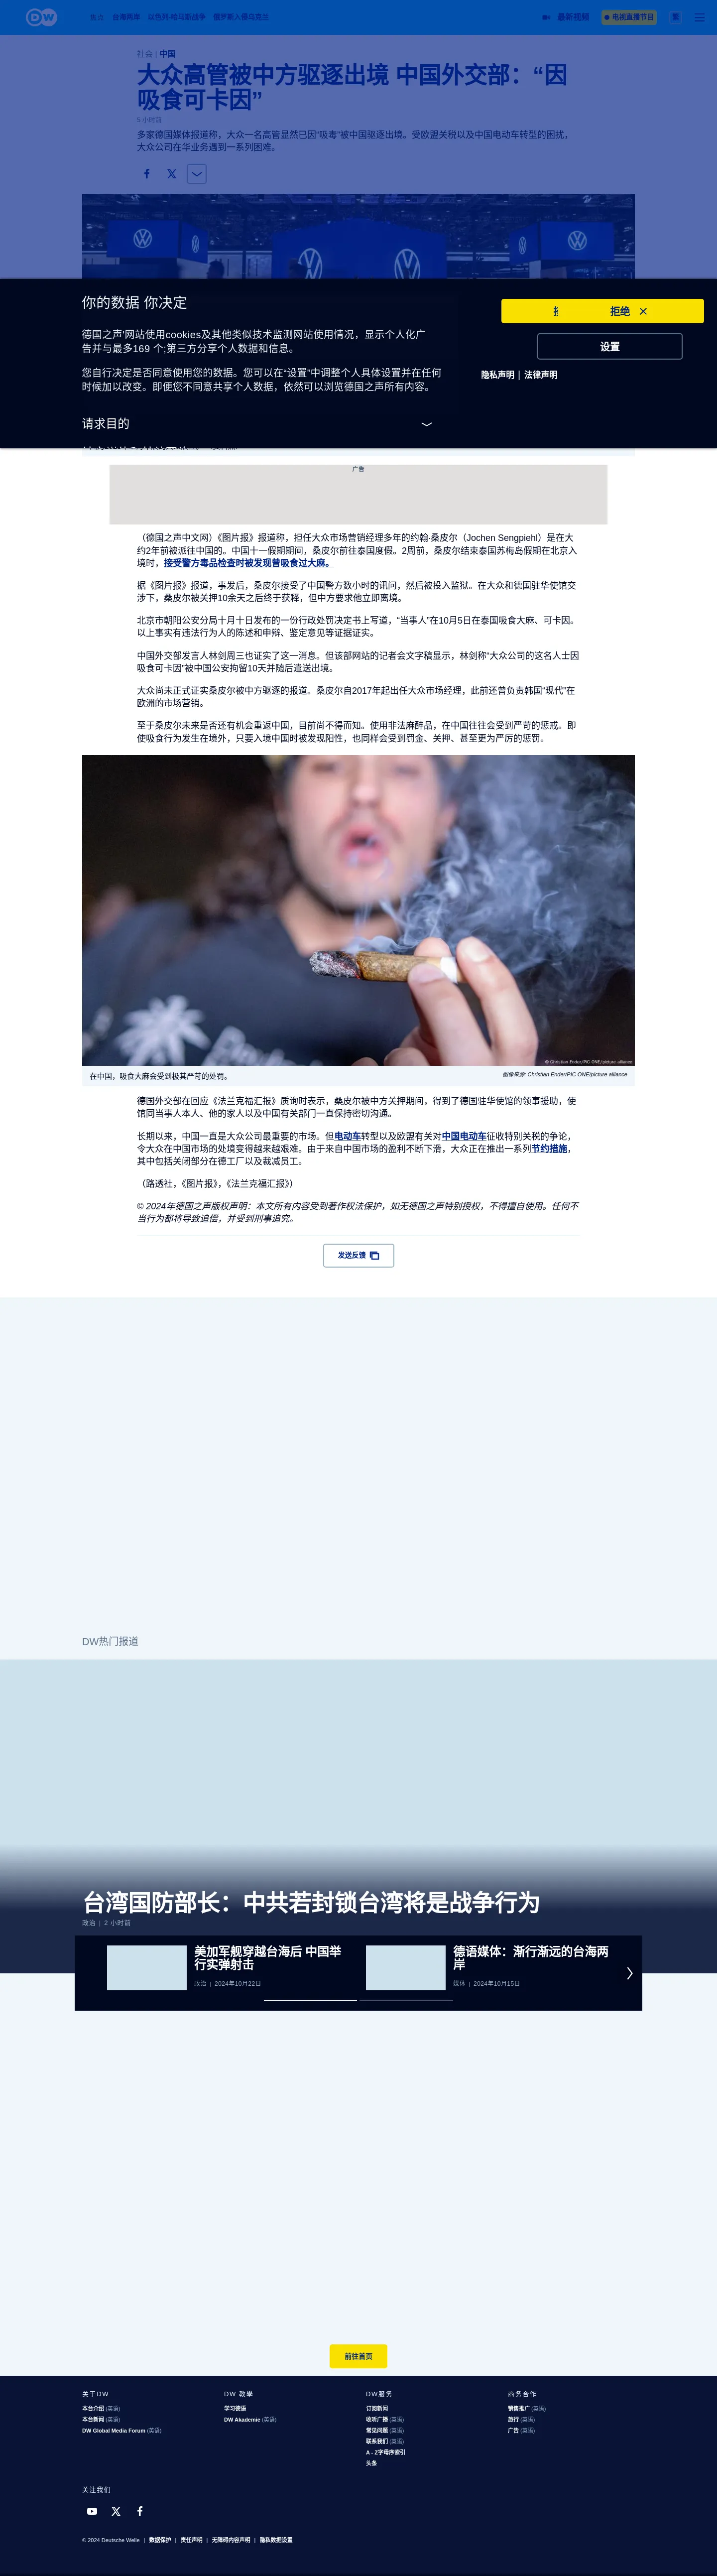 DW
焦点 台海两岸 以色列-哈马斯战争 俄罗斯入侵乌克兰
最新视频
电视直播节目
繁
社会 | 中国
大众高管被中方驱逐出境 中国外交部：“因
吸食可卡因”
5 小时前
多家德国媒体报道称，大众一名高管显然已因“吸毒”被中国驱逐出境。受欧盟关税以及中国电动车转型的困扰，
大众公司在华业务遇到一系列困难。
你的数据 你决定
德国之声'网站使用cookies及其他类似技术监测网站使用情况，显示个人化广
告并与最多169 个;第三方分享个人数据和信息。
您自行决定是否同意使用您的数据。您可以在“设置”中调整个人具体设置并在任何
时候加以改变。即便您不同意共享个人数据，依然可以浏览德国之声所有内容。
请求目的
拒绝
设置
隐私声明 | 法律声明
广告
（德国之声中文网）《图片报》报道称，担任大众市场营销经理多年的约翰·桑皮尔（Jochen Sengpiehl）是在大
约2年前被派往中国的。中国十一假期期间，桑皮尔前往泰国度假。2周前，桑皮尔结束泰国苏梅岛假期在北京入
境时，接受警方毒品检查时被发现曾吸食过大麻。
据《图片报》报道，事发后，桑皮尔接受了中国警方数小时的讯问，然后被投入监狱。在大众和德国驻华使馆交
涉下，桑皮尔被关押10余天之后终于获释，但中方要求他立即离境。
北京市朝阳公安分局十月十日发布的一份行政处罚决定书上写道，“当事人”在10月5日在泰国吸食大麻、可卡因。
以上事实有违法行为人的陈述和申辩、鉴定意见等证据证实。
中国外交部发言人林剑周三也证实了这一消息。但该部网站的记者会文字稿显示，林剑称“大众公司的这名人士因
吸食可卡因”被中国公安拘留10天并随后遣送出境。
大众尚未正式证实桑皮尔被中方驱逐的报道。桑皮尔自2017年起出任大众市场经理，此前还曾负责韩国“现代”在
欧洲的市场营销。
至于桑皮尔未来是否还有机会重返中国，目前尚不得而知。使用非法麻醉品，在中国往往会受到严苛的惩戒。即
使吸食行为发生在境外，只要入境中国时被发现阳性，也同样会受到罚金、关押、甚至更为严厉的惩罚。
© Christian Ender/PIC ONE/picture alliance
在中国，吸食大麻会受到极其严苛的处罚。
图像来源: Christian Ender/PIC ONE/picture alliance
德国外交部在回应《法兰克福汇报》质询时表示，桑皮尔被中方关押期间，得到了德国驻华使馆的领事援助，使
馆同当事人本人、他的家人以及中国有关部门一直保持密切沟通。
长期以来，中国一直是大众公司最重要的市场。但电动车转型以及欧盟有关对中国电动车征收特别关税的争论，
令大众在中国市场的处境变得越来越艰难。由于来自中国市场的盈利不断下滑，大众正在推出一系列节约措施，
其中包括关闭部分在德工厂以及裁减员工。
（路透社，《图片报》，《法兰克福汇报》）
© 2024年德国之声版权声明：本文所有内容受到著作权法保护，如无德国之声特别授权，不得擅自使用。任何不
当行为都将导致追偿，并受到刑事追究。
发送反馈
DW热门报道
台湾国防部长：中共若封锁台湾将是战争行为
政治 | 2 小时前
美加军舰穿越台海后 中国举
行实弹射击
政治 | 2024年10月22日
德语媒体：渐行渐远的台海两
岸
媒体 | 2024年10月15日
前往首页
关于DW
本台介绍 (英语)
本台新闻 (英语)
DW Global Media Forum (英语)
DW 教學
学习德语
DW Akademie (英语)
DW服务
订阅新闻
收听广播 (英语)
常见问题 (英语)
联系我们 (英语)
A - Z字母序索引
头条
商务合作
销售推广 (英语)
旅行 (英语)
广告 (英语)
关注我们
© 2024 Deutsche Welle | 数据保护 | 责任声明 | 无障碍内容声明 | 隐私数据设置